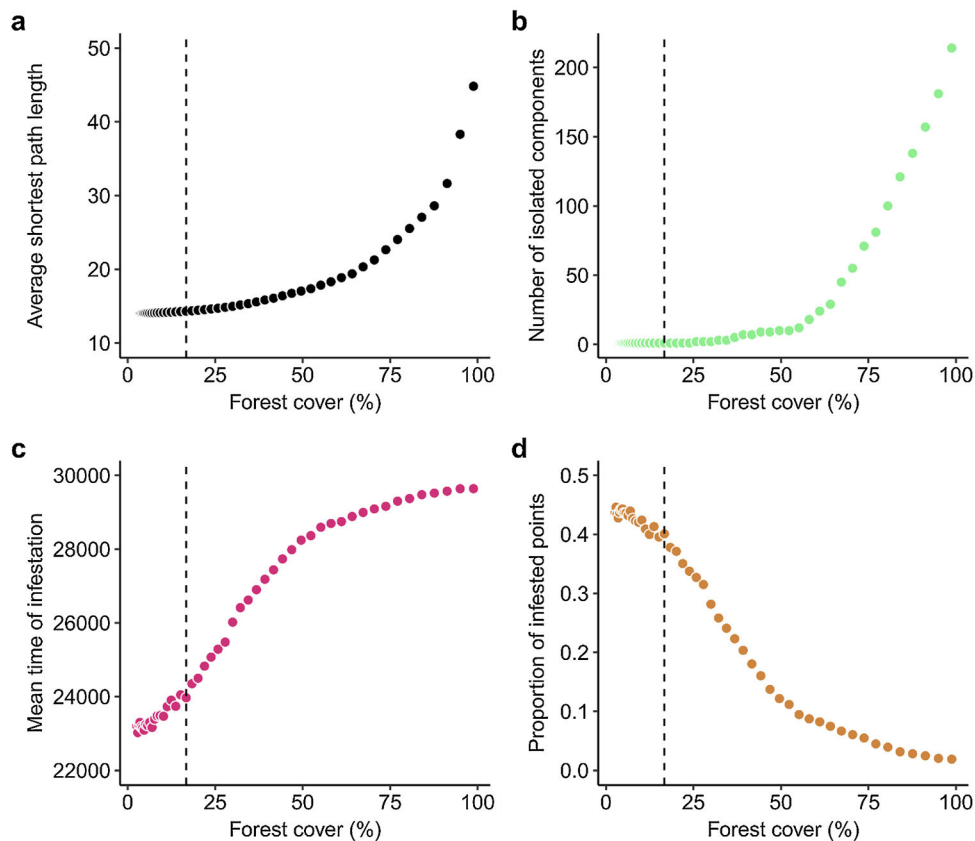 a
Average shortest path length
50
40
30
20
10
0 25 50 75 100
Forest cover (%)
b
Number of isolated components
200
150
100
50
0
0 25 50 75 100
Forest cover (%)
c
Mean time of infestation
30000
28000
26000
24000
22000
0 25 50 75 100
Forest cover (%)
d
Proportion of infested points
0.5
0.4
0.3
0.2
0.1
0.0
0 25 50 75 100
Forest cover (%)